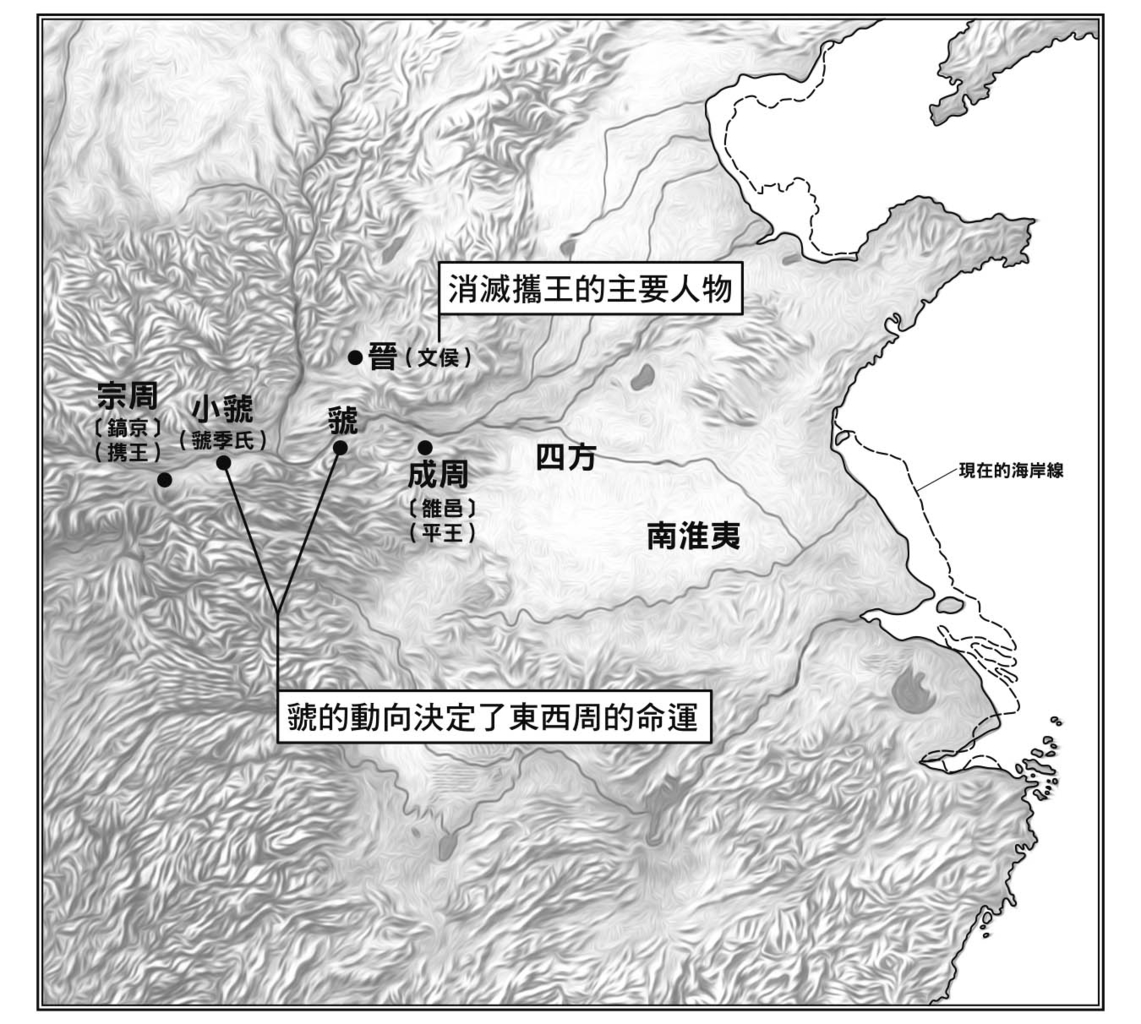 消滅攜王的主要人物
晉(文侯)
宗周
〔鎬京〕
(携王)
小虢
(虢季氏)
虢
成周
〔雒邑〕
(平王)
四方
南淮夷
現在的海岸線
虢的動向決定了東西周的命運